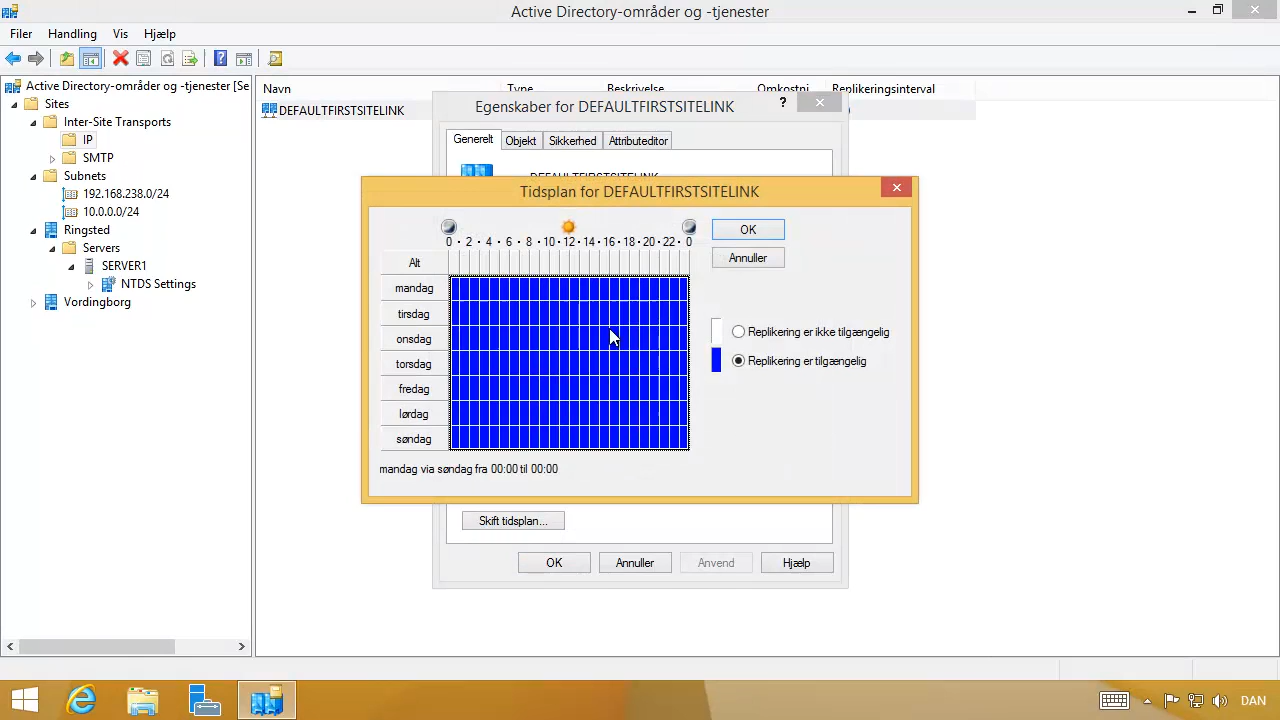 Active Directory-områder og -tjenester
Filer Handling Vis Hjælp
Active Directory-områder og -tjenester [Se
Sites
Inter-Site Transports
IP
SMTP
Subnets
192.168.238.0/24
10.0.0.0/24
Ringsted
Servers
SERVER1
NTDS Settings
Vordingborg
Navn Type Beskrivelse Omkostni Replikeringsinterval
DEFAULTFIRSTSITELINK
Egenskaber for DEFAULTFIRSTSITELINK ?
Generelt Objekt Sikkerhed Attributeditor
DEFAULTFIRSTSITELINK
Tidsplan for DEFAULTFIRSTSITELINK
0 · 2 · 4 · 6 · 8 · 10 · 12 · 14 · 16 · 18 · 20 · 22 · 0
Alt
mandag
tirsdag
onsdag
torsdag
fredag
lørdag
søndag
mandag via søndag fra 00:00 til 00:00
OK
Annuller
Replikering er ikke tilgængelig
Replikering er tilgængelig
Skift tidsplan...
OK Annuller Anvend Hjælp
DAN